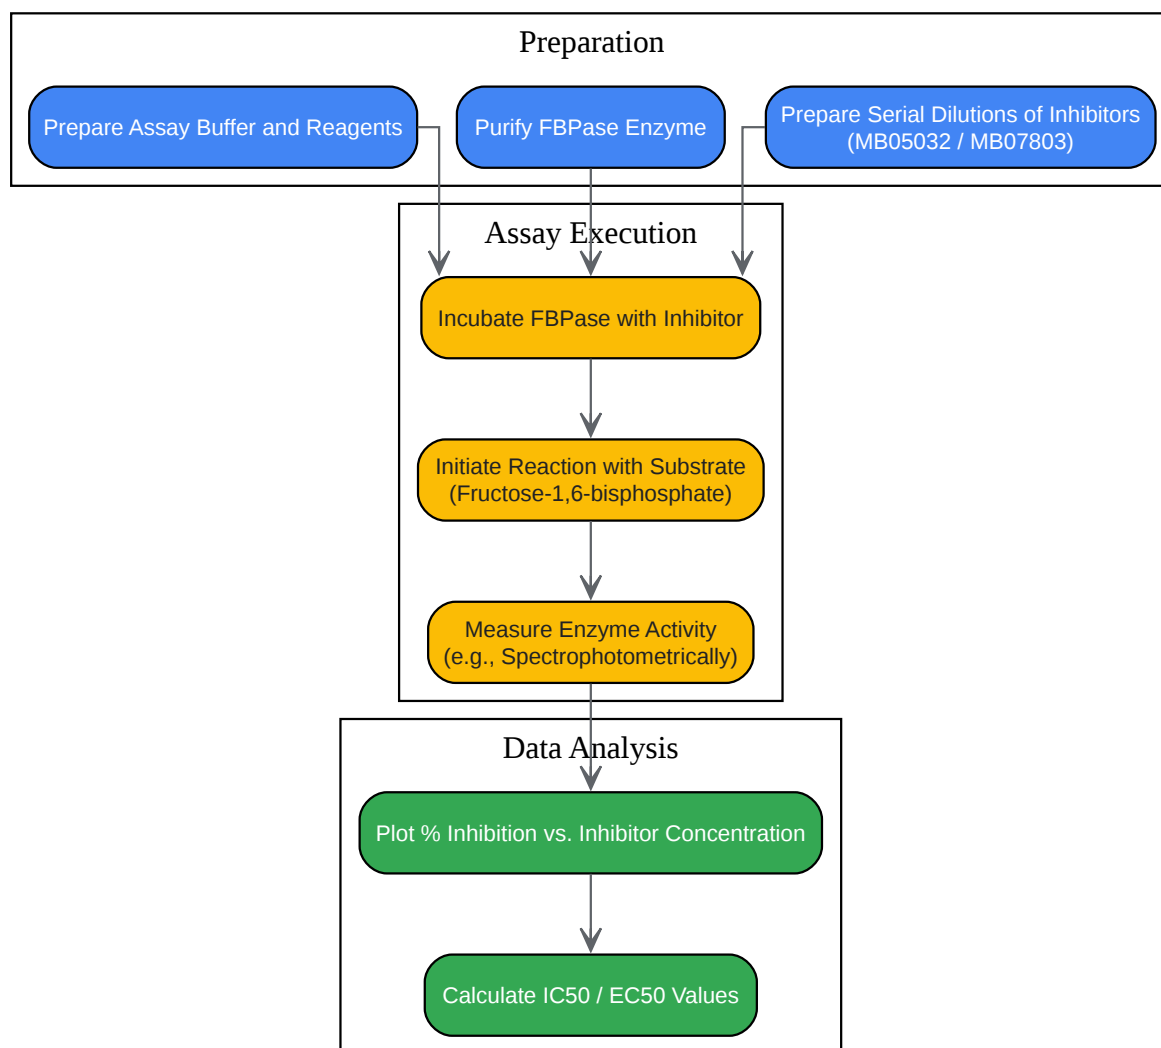 Preparation
Prepare Assay Buffer and Reagents
Purify FBPase Enzyme
Prepare Serial Dilutions of Inhibitors
(MB05032 / MB07803)
Assay Execution
Incubate FBPase with Inhibitor
Initiate Reaction with Substrate
(Fructose-1,6-bisphosphate)
Measure Enzyme Activity
(e.g., Spectrophotometrically)
Data Analysis
Plot % Inhibition vs. Inhibitor Concentration
Calculate IC50 / EC50 Values